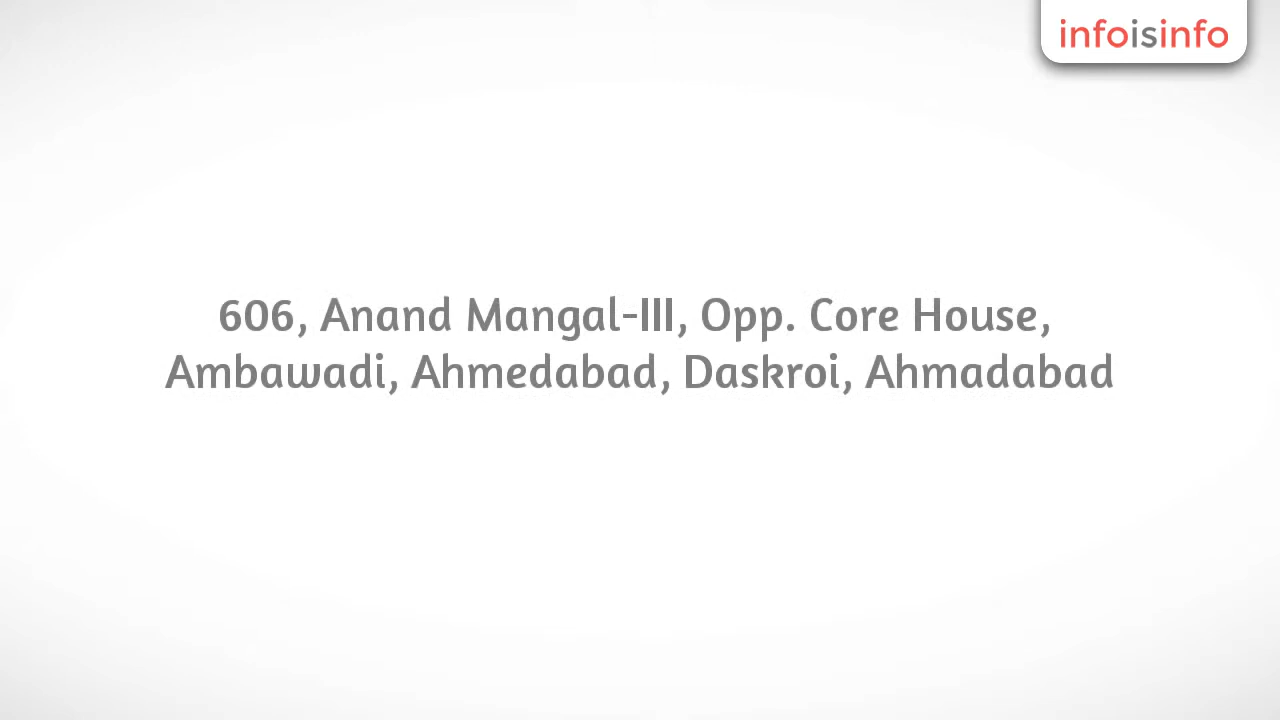 infoisinfo
606, Anand Mangal-III, Opp. Core House,
Ambawadi, Ahmedabad, Daskroi, Ahmadabad